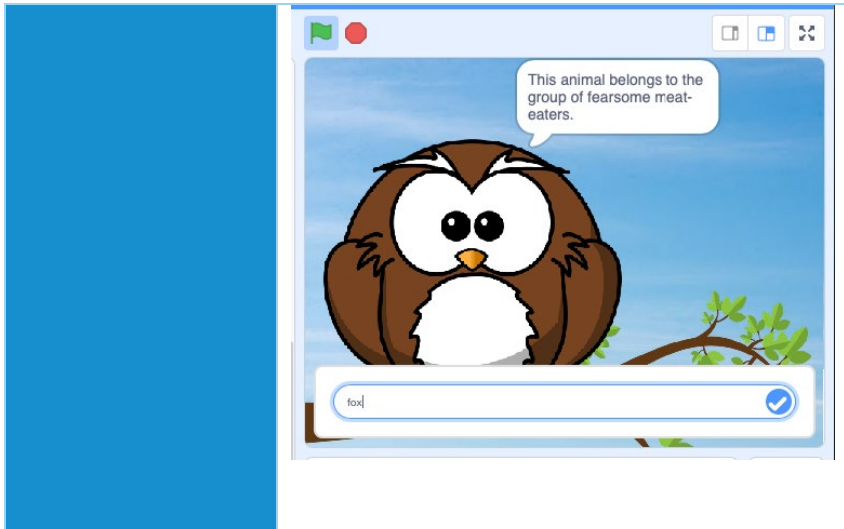 This animal belongs to the
group of fearsome meat-
eaters.
fox